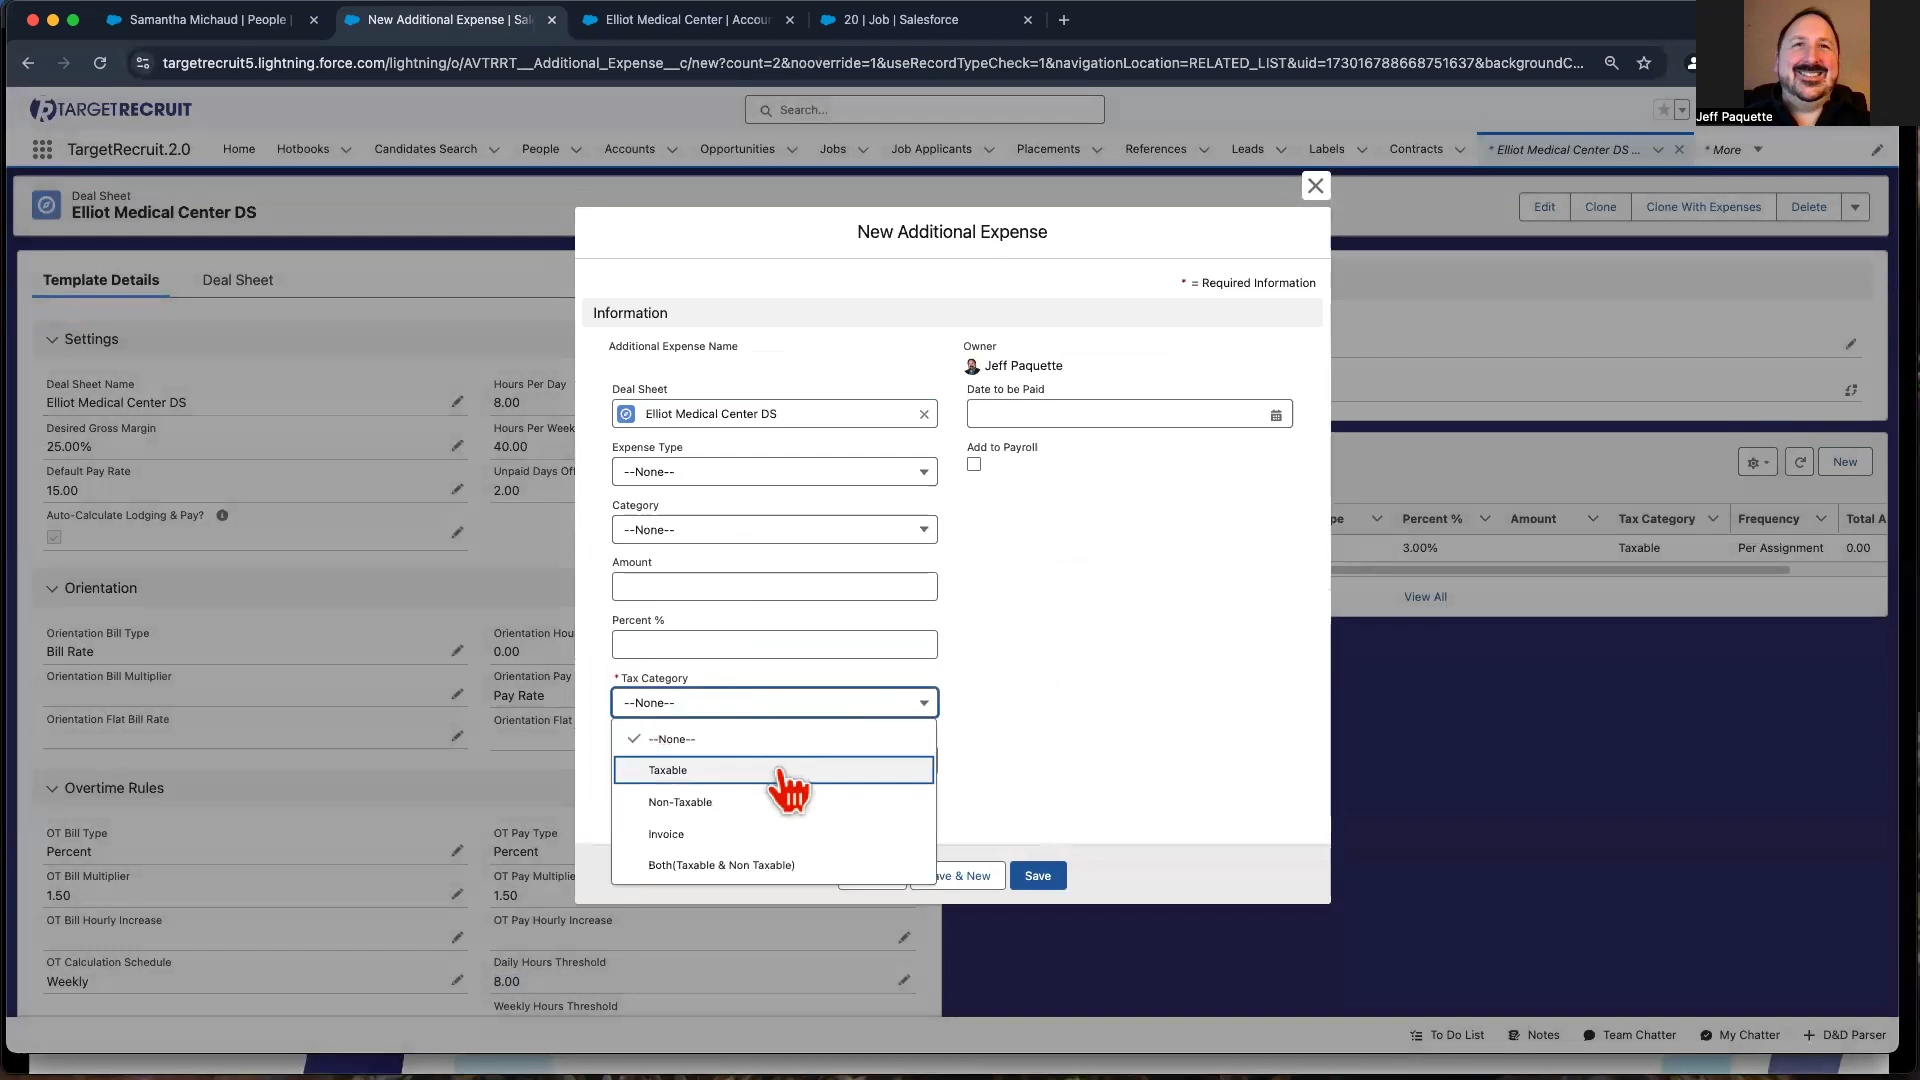 Samantha Michaud | People |
New Additional Expense | Sal
Elliot Medical Center | Accou
20 | Job | Salesforce
targetrecruit5.lightning.force.com/lightning/o/AVTRRT__Additional_Expense__c/new?count=2&nooverride=1&useRecordTypeCheck=1&navigationLocation=RELATED_LIST&uid=173016788668751637&backgroundC...
Jeff Paquette
TARGETRECRUIT
Search...
TargetRecruit.2.0
Home
Hotbooks
Candidates Search
People
Accounts
Opportunities
Jobs
Job Applicants
Placements
References
Leads
Labels
Contracts
* Elliot Medical Center DS ...
* More
Deal Sheet
Elliot Medical Center DS
Edit
Clone
Clone With Expenses
Delete
New Additional Expense
* = Required Information
Information
Additional Expense Name
Owner
Jeff Paquette
Deal Sheet
Elliot Medical Center DS
Date to be Paid
Expense Type
--None--
Add to Payroll
Category
--None--
Amount
Percent %
* Tax Category
--None--
--None--
Taxable
Non-Taxable
Invoice
Both(Taxable & Non Taxable)
ve & New
Save
Template Details
Deal Sheet
Settings
Deal Sheet Name
Elliot Medical Center DS
Hours Per Day
8.00
Desired Gross Margin
25.00%
Hours Per Week
40.00
Default Pay Rate
15.00
Unpaid Days Off
2.00
Auto-Calculate Lodging & Pay?
Orientation
Orientation Bill Type
Bill Rate
Orientation Hou
0.00
Orientation Bill Multiplier
Orientation Pay
Pay Rate
Orientation Flat Bill Rate
Orientation Flat
Overtime Rules
OT Bill Type
Percent
OT Pay Type
Percent
OT Bill Multiplier
1.50
OT Pay Multiplie
1.50
OT Bill Hourly Increase
OT Pay Hourly Increase
OT Calculation Schedule
Weekly
Daily Hours Threshold
8.00
Weekly Hours Threshold
New
pe
Percent %
Amount
Tax Category
Frequency
Total A
3.00%
Taxable
Per Assignment
0.00
View All
To Do List
Notes
Team Chatter
My Chatter
D&D Parser